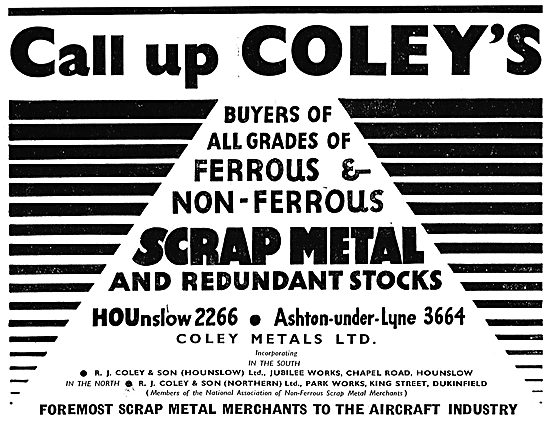 Call up COLEY'S
BUYERS OF
ALL GRADES OF
FERROUS &
NON-FERROUS
SCRAP METAL
AND REDUNDANT STOCKS
HOUnslow 2266 ● Ashton-under-Lyne 3664
COLEY METALS LTD.
Incorporating
IN THE SOUTH
● R. J. COLEY & SON (HOUNSLOW) Ltd., JUBILEE WORKS, CHAPEL ROAD, HOUNSLOW
IN THE NORTH ● R. J. COLEY & SON (NORTHERN) Ltd., PARK WORKS, KING STREET, DUKINFIELD
(Members of the National Association of Non-Ferrous Scrap Metal Merchants)
FOREMOST SCRAP METAL MERCHANTS TO THE AIRCRAFT INDUSTRY